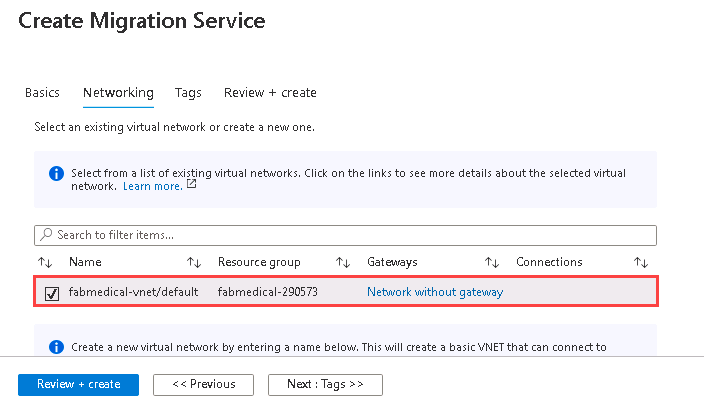 Create Migration Service
Basics Networking Tags Review + create
Select an existing virtual network or create a new one.
Select from a list of existing virtual networks. Click on the links to see more details about the selected virtual
network. Learn more.
Search to filter items...
Name Resource group Gateways Connections
fabmedical-vnet/default fabmedical-290573 Network without gateway
Create a new virtual network by entering a name below. This will create a basic VNET that can connect to
Review + create << Previous Next : Tags >>